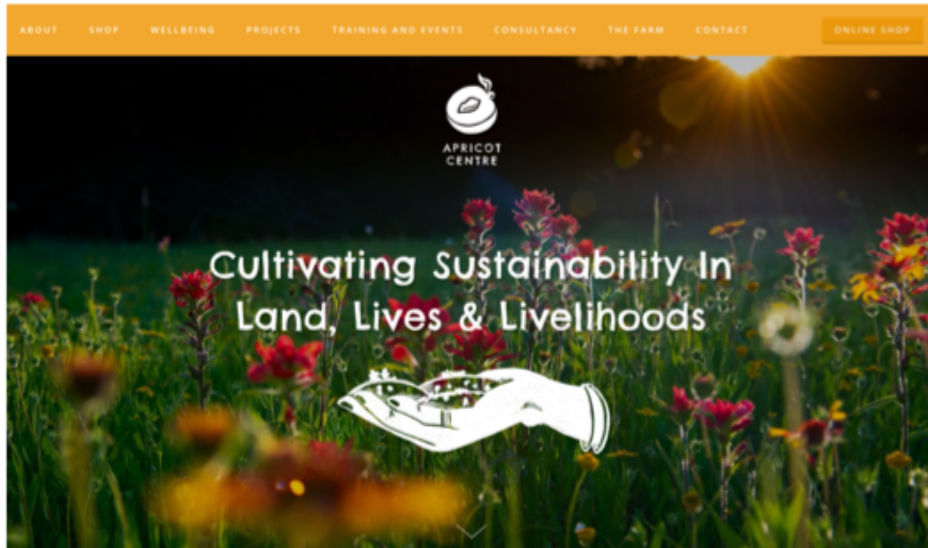 ABOUT SHOP WELLBEING PROJECTS TRAINING AND EVENTS CONSULTANCY THE FARM CONTACT ONLINE SHOP
APRICOT
CENTRE
Cultivating Sustainability In
Land, Lives & Livelihoods